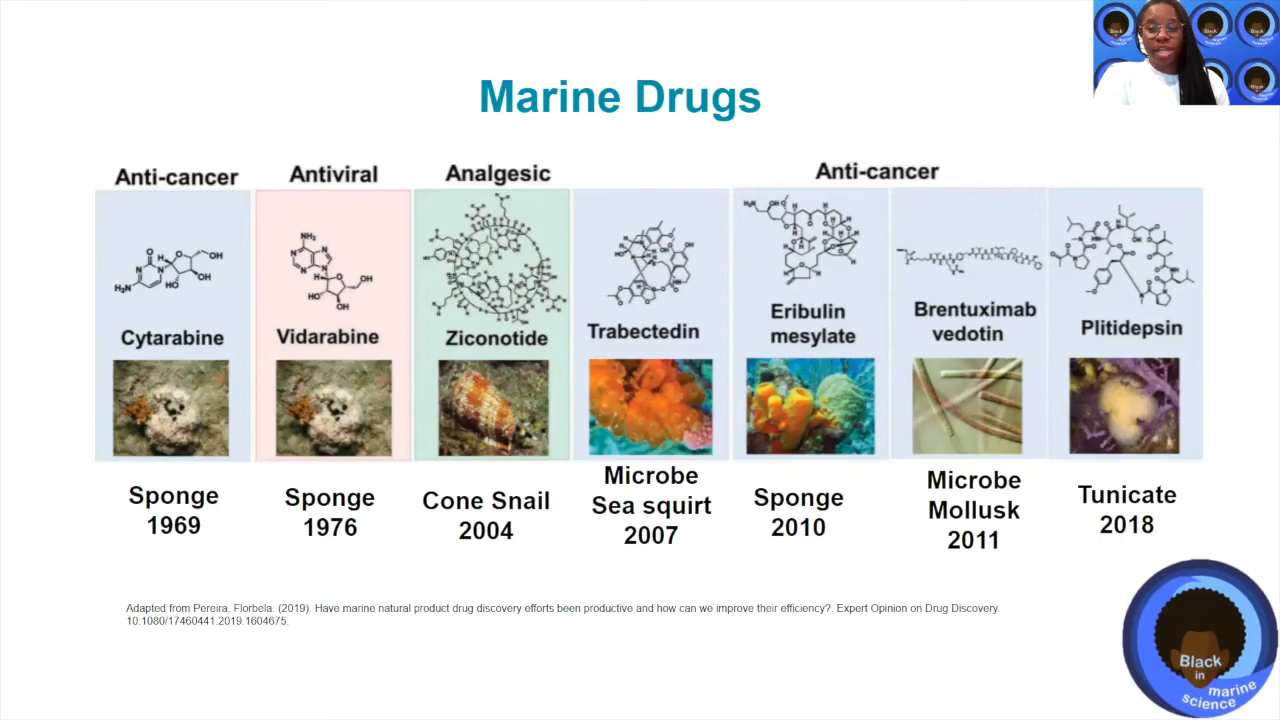 Marine Drugs
Anti-cancer
Antiviral
Analgesic
Anti-cancer
Cytarabine
Vidarabine
Ziconotide
Trabectedin
Eribulin
mesylate
Brentuximab
vedotin
Plitidepsin
Sponge
1969
Sponge
1976
Cone Snail
2004
Microbe
Sea squirt
2007
Sponge
2010
Microbe
Mollusk
2011
Tunicate
2018
Adapted from Pereira, Florbela. (2019). Have marine natural product drug discovery efforts been productive and how can we improve their efficiency?. Expert Opinion on Drug Discovery.
10.1080/17460441.2019.1604675.
Black
in
marine
science